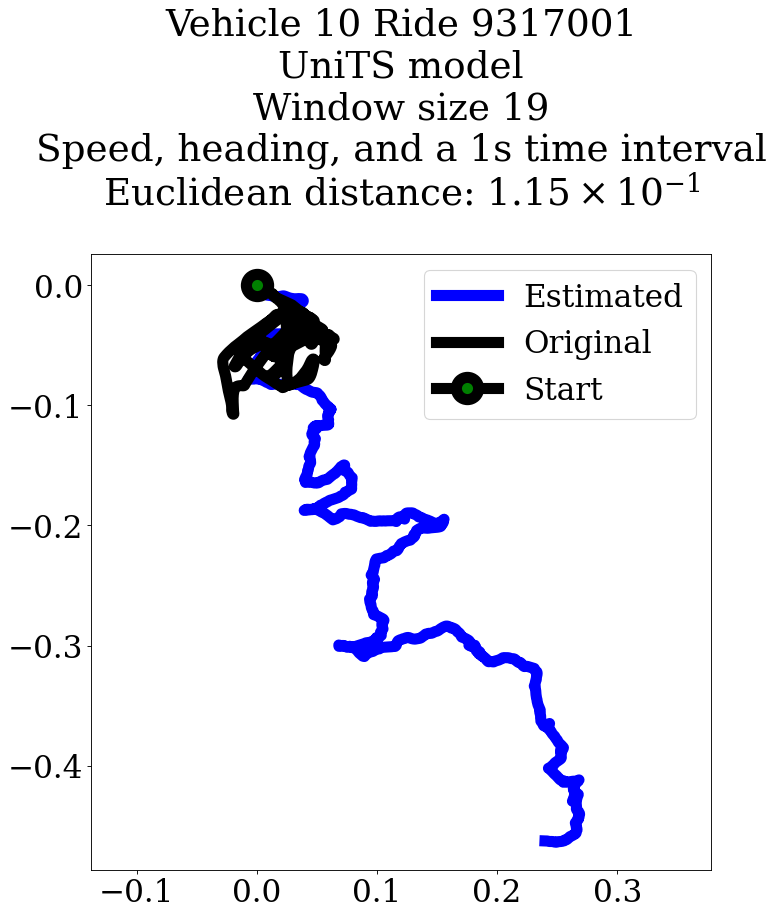 Vehicle 10 Ride 9317001
UniTS model
Window size 19
Speed, heading, and a 1s time interval
Euclidean distance: 1.15 × 10⁻¹
Estimated
Original
Start
0.0
−0.1
−0.2
−0.3
−0.4
−0.1 0.0 0.1 0.2 0.3